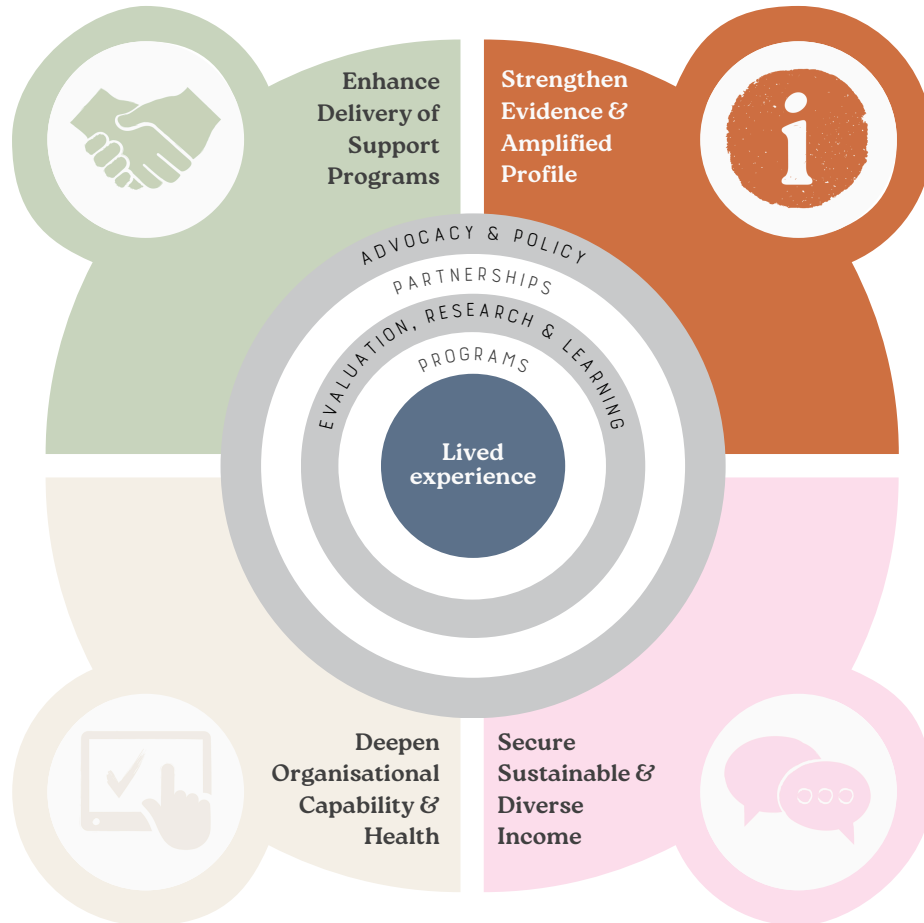 Enhance
Delivery of
Support
Programs
Strengthen
Evidence &
Amplified
Profile
ADVOCACY & POLICY
PARTNERSHIPS
EVALUATION, RESEARCH & LEARNING
PROGRAMS
Lived
experience
Deepen
Organisational
Capability &
Health
Secure
Sustainable &
Diverse
Income